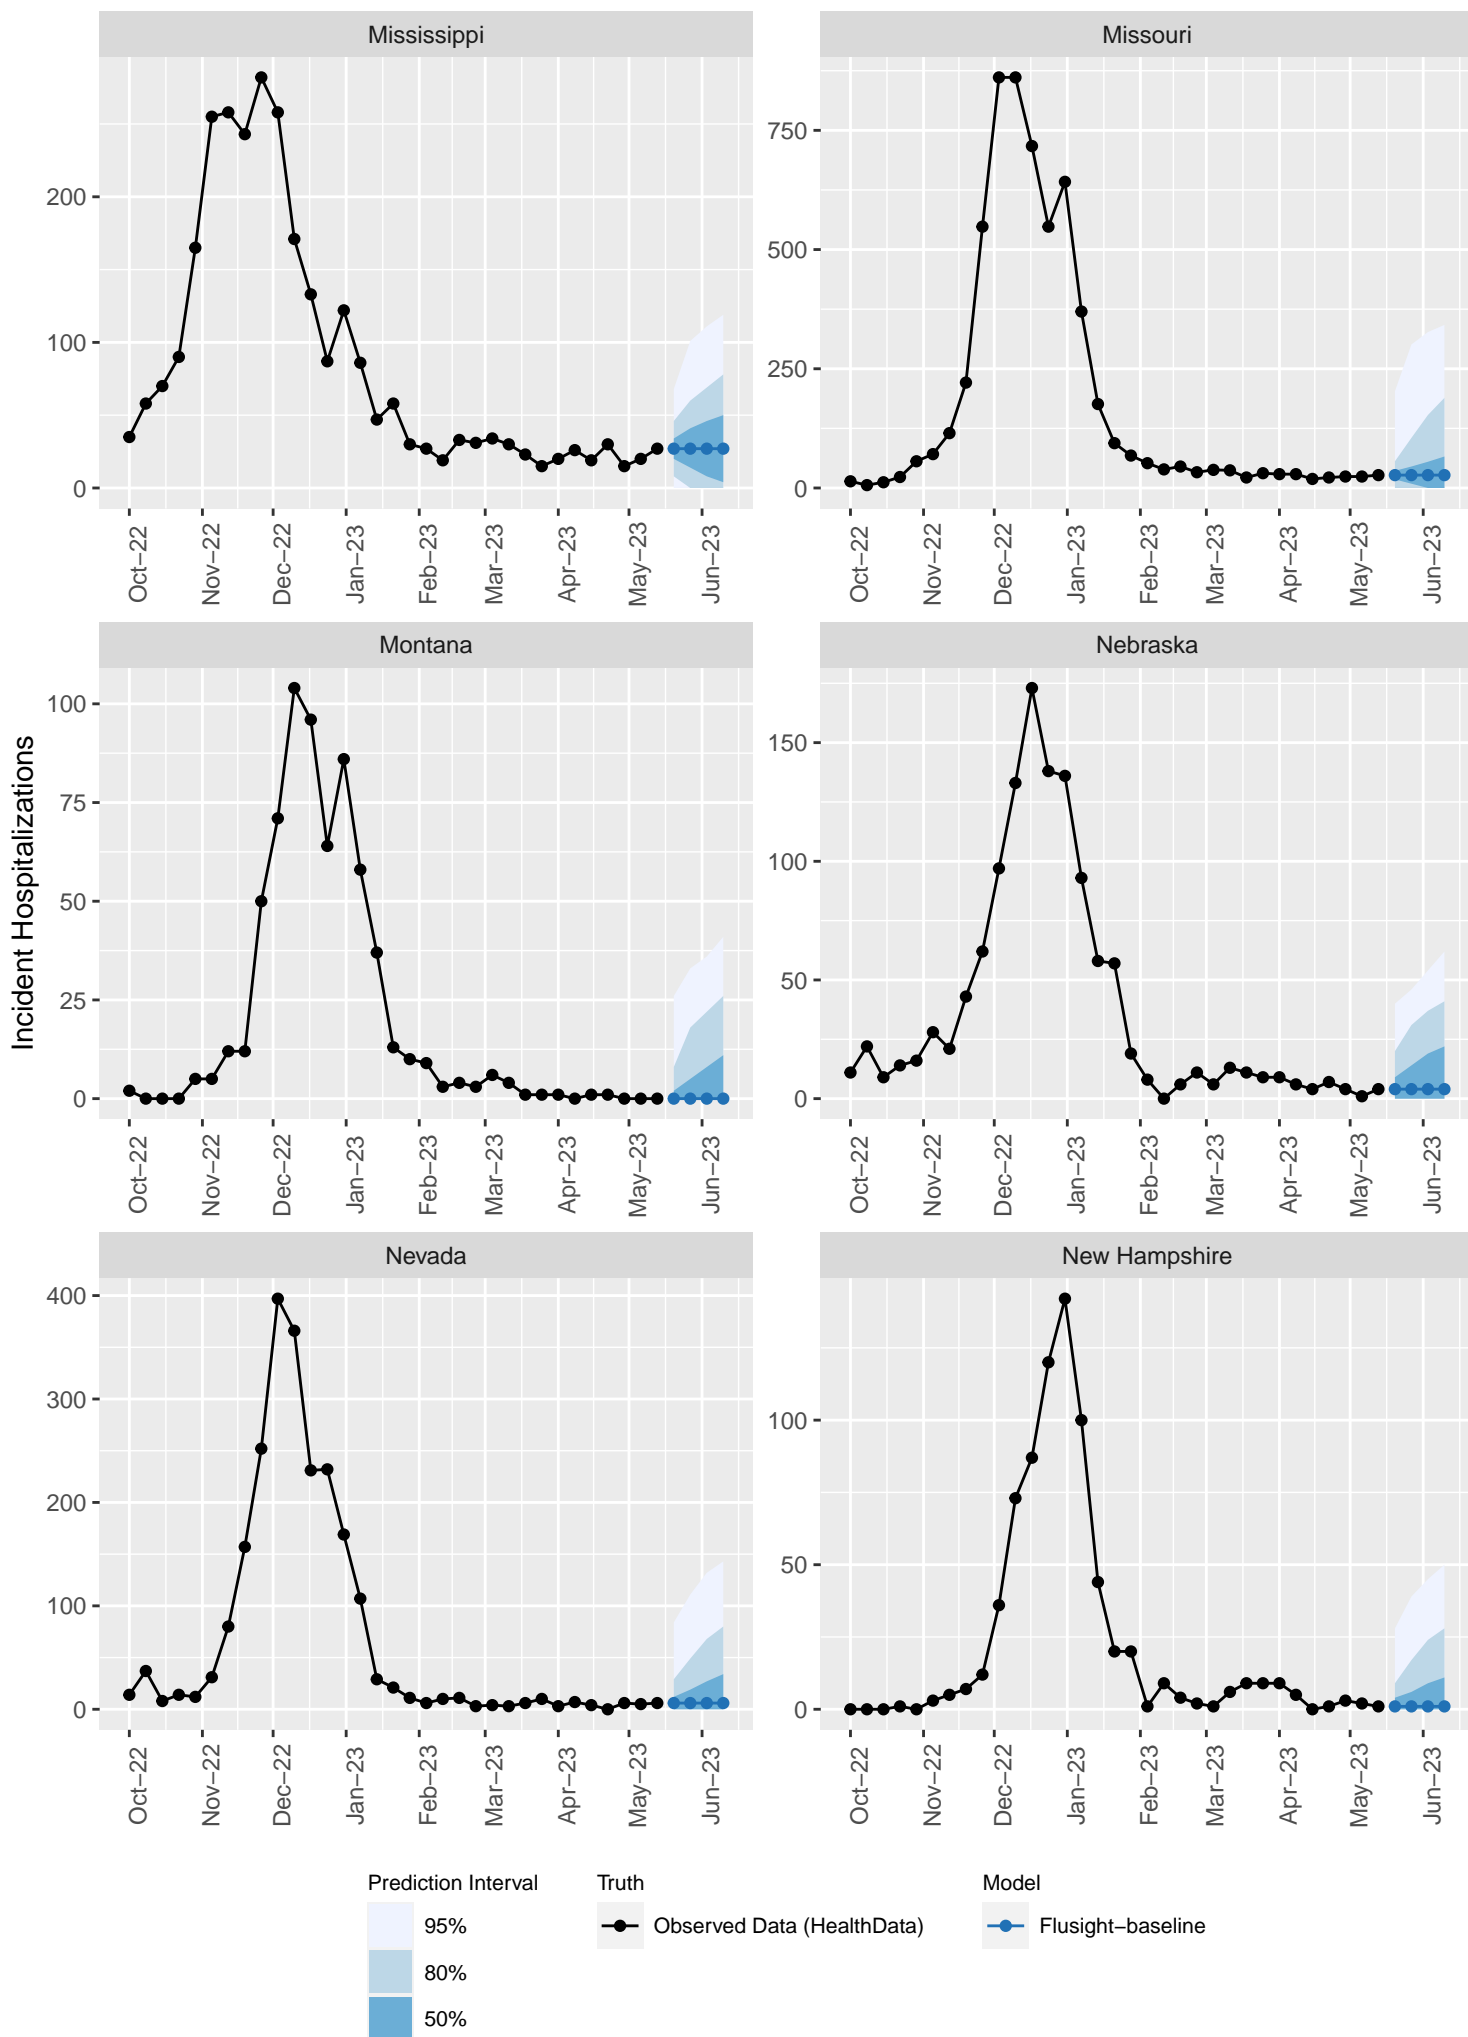 Mississippi
Missouri
200
100
0
750
500
250
0
Oct−22 Nov−22 Dec−22 Jan−23 Feb−23 Mar−23 Apr−23 May−23 Jun−23
Oct−22 Nov−22 Dec−22 Jan−23 Feb−23 Mar−23 Apr−23 May−23 Jun−23
Incident Hospitalizations
Montana
Nebraska
100
75
50
25
0
150
100
50
0
Oct−22 Nov−22 Dec−22 Jan−23 Feb−23 Mar−23 Apr−23 May−23 Jun−23
Oct−22 Nov−22 Dec−22 Jan−23 Feb−23 Mar−23 Apr−23 May−23 Jun−23
Nevada
New Hampshire
400
300
200
100
0
100
50
0
Oct−22 Nov−22 Dec−22 Jan−23 Feb−23 Mar−23 Apr−23 May−23 Jun−23
Oct−22 Nov−22 Dec−22 Jan−23 Feb−23 Mar−23 Apr−23 May−23 Jun−23
Prediction Interval
95%
80%
50%
Truth
Observed Data (HealthData)
Model
Flusight−baseline